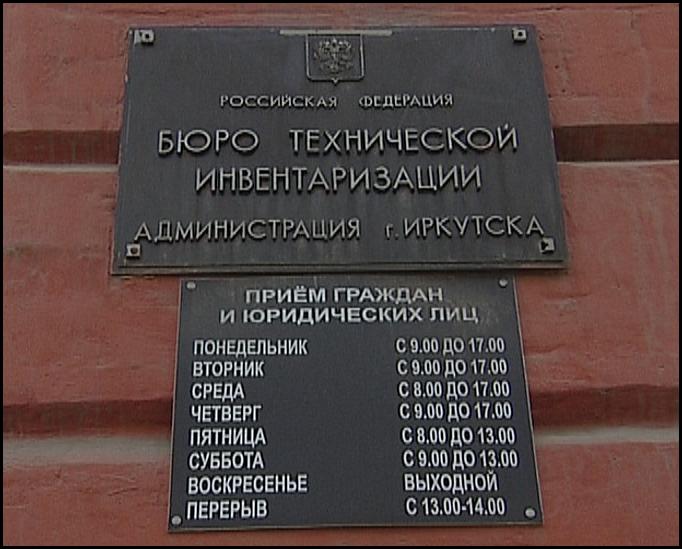 РОССИЙСКАЯ ФЕДЕРАЦИЯ
БЮРО ТЕХНИЧЕСКОЙ
ИНВЕНТАРИЗАЦИИ
АДМИНИСТРАЦИЯ г. ИРКУТСКА
ПРИЁМ ГРАЖДАН
И ЮРИДИЧЕСКИХ ЛИЦ
ПОНЕДЕЛЬНИК С 9.00 ДО 17.00
ВТОРНИК С 9.00 ДО 17.00
СРЕДА С 8.00 ДО 17.00
ЧЕТВЕРГ С 9.00 ДО 17.00
ПЯТНИЦА С 8.00 ДО 13.00
СУББОТА С 9.00 ДО 13.00
ВОСКРЕСЕНЬЕ ВЫХОДНОЙ
ПЕРЕРЫВ С 13.00-14.00